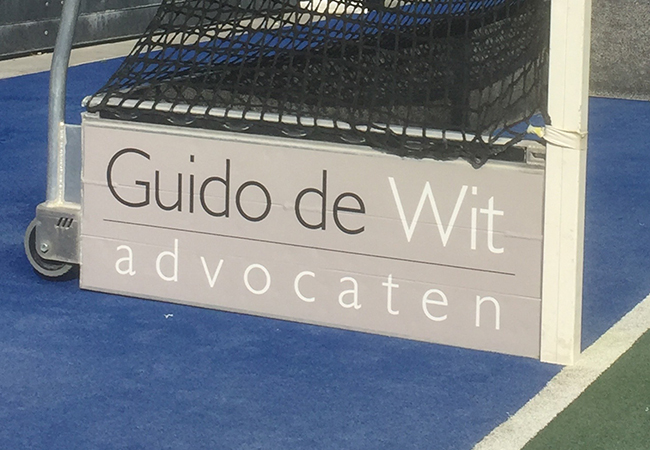 Guido de Wit
advocaten